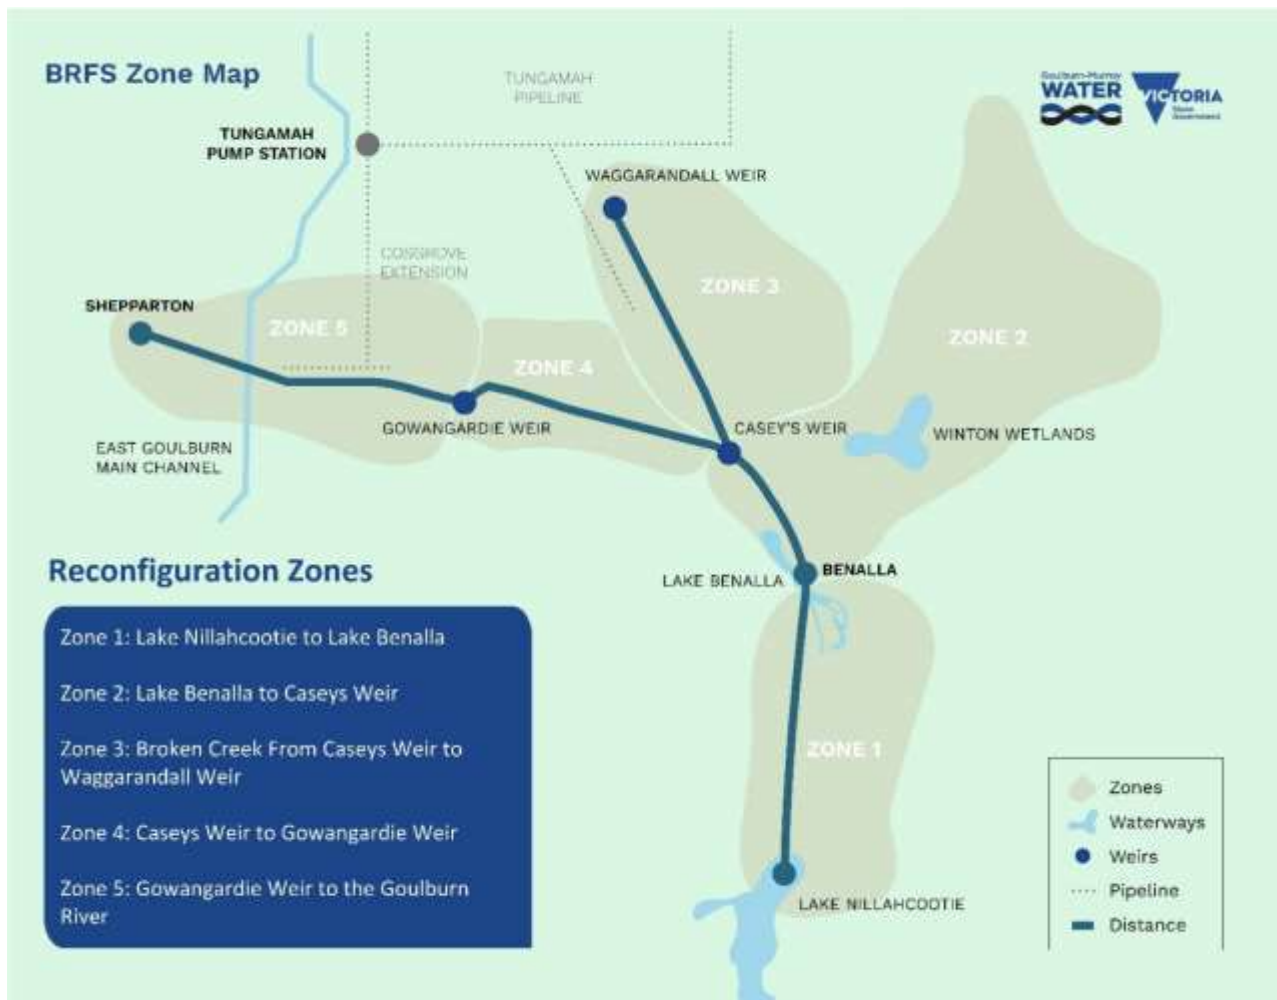 BRFS Zone Map
TUNGAMAH
PIPELINE
Goulburn-Murray
WATER
VICTORIA
State
Government
TUNGAMAH
PUMP STATION
WAGGARANDALL WEIR
COSGROVE
EXTENSION
ZONE 3
SHEPPARTON
ZONE 5
ZONE 2
ZONE 4
GOWANGARDIE WEIR
CASEY'S WEIR
WINTON WETLANDS
EAST GOULBURN
MAIN CHANNEL
LAKE BENALLA
BENALLA
Reconfiguration Zones
Zone 1: Lake Nillahcootie to Lake Benalla
Zone 2: Lake Benalla to Caseys Weir
Zone 3: Broken Creek From Caseys Weir to
Waggarandall Weir
Zone 4: Caseys Weir to Gowangardie Weir
Zone 5: Gowangardie Weir to the Goulburn
River
ZONE 1
LAKE NILLAHCOOTIE
Zones
Waterways
Weirs
Pipeline
Distance